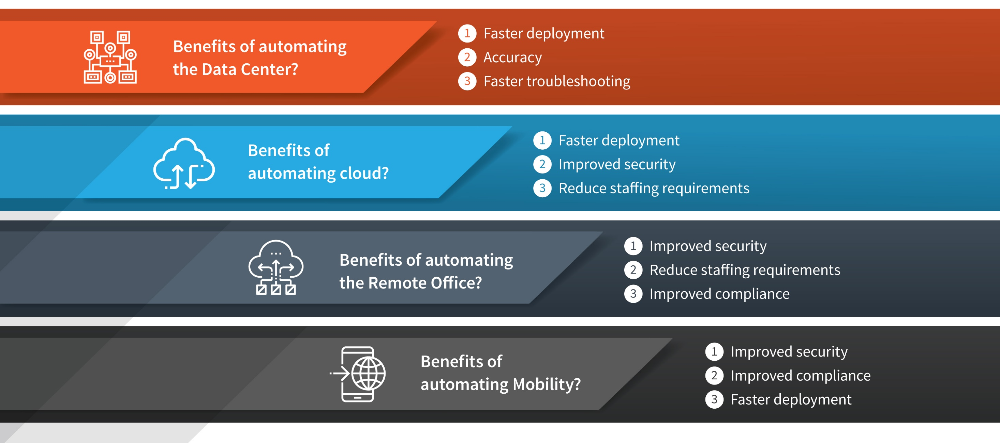 Benefits of automating
the Data Center?
1 Faster deployment
2 Accuracy
3 Faster troubleshooting
Benefits of
automating cloud?
1 Faster deployment
2 Improved security
3 Reduce staffing requirements
Benefits of automating
the Remote Office?
1 Improved security
2 Reduce staffing requirements
3 Improved compliance
Benefits of
automating Mobility?
1 Improved security
2 Improved compliance
3 Faster deployment